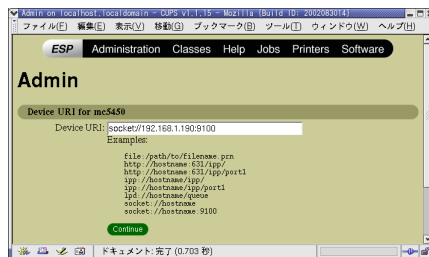 Admin on localhost.localdomain - CUPS v1.1.15 - Mozilla {Build ID: 2002083014}
ファイル(F) 編集(E) 表示(V) 移動(G) ブックマーク(B) ツール(T) ウィンドウ(W) ヘルプ(H)
ESP Administration Classes Help Jobs Printers Software
Admin
Device URI for mc5450
Device URI: socket://192.168.1.190:9100
Examples:
file:/path/to/filename.prn
http://hostname:631/ipp/
http://hostname:631/ipp/port1
ipp://hostname/ipp/
ipp://hostname/ipp/port1
lpd://hostname/queue
socket://hostname
socket://hostname:9100
Continue
ドキュメント: 完了 (0.703 秒)